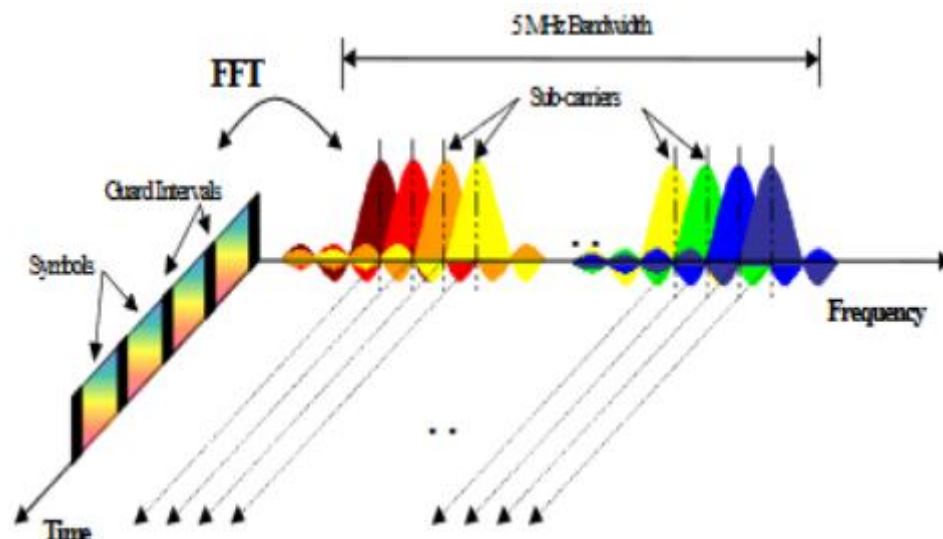 5 MHz Bandwidth
FFT
Sub-carriers
Guard Intervals
Symbols
Frequency
Time